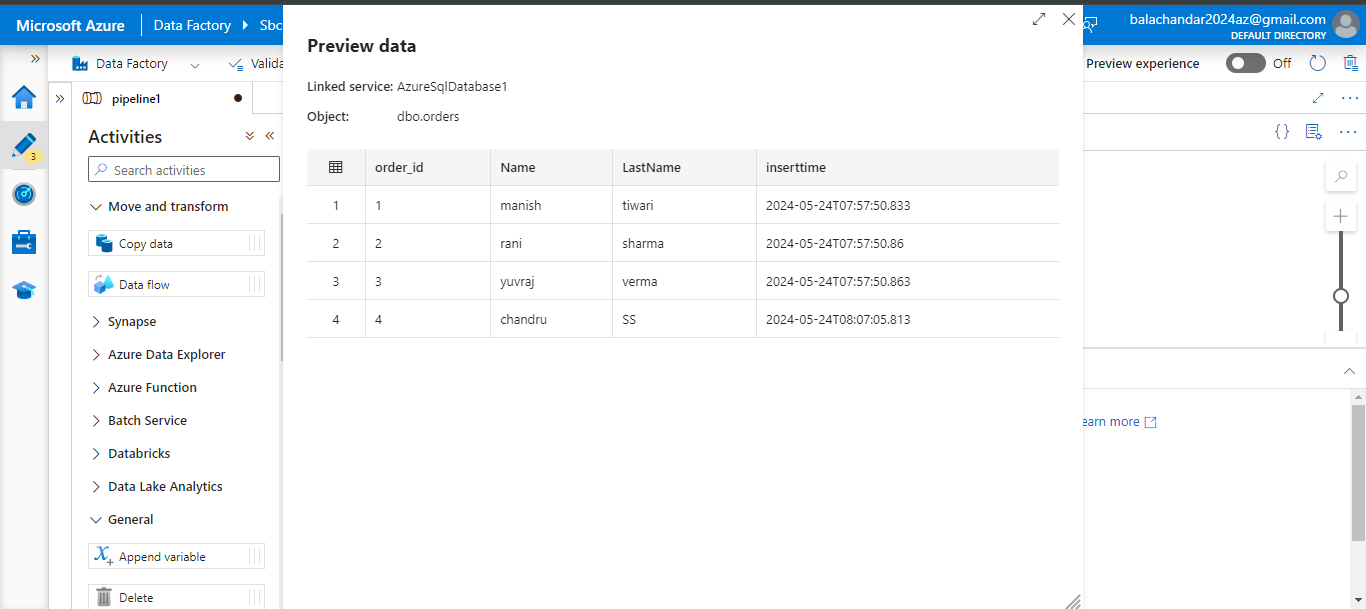 Microsoft Azure
Data Factory
Sbc
balachandar2024az@gmail.com
DEFAULT DIRECTORY
Data Factory
Valida
Preview experience
Off
pipeline1
Activities
Search activities
Move and transform
Copy data
Data flow
Synapse
Azure Data Explorer
Azure Function
Batch Service
Databricks
Data Lake Analytics
General
Append variable
Delete
3
Preview data
Linked service: AzureSqlDatabase1
Object: dbo.orders
order_id Name LastName inserttime
1 1 manish tiwari 2024-05-24T07:57:50.833
2 2 rani sharma 2024-05-24T07:57:50.86
3 3 yuvraj verma 2024-05-24T07:57:50.863
4 4 chandru SS 2024-05-24T08:07:05.813
earn more